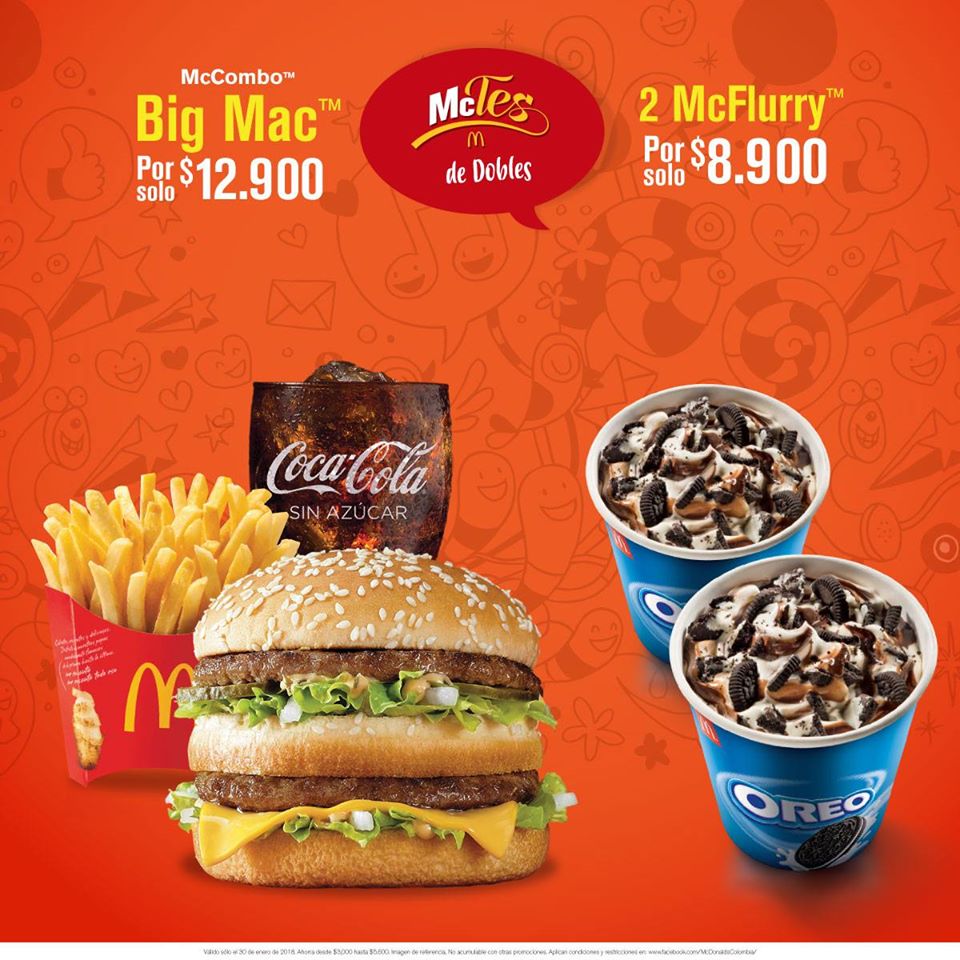 McCombo™
Big Mac™
Por
solo $12.900
McTes
de Dobles
2 McFlurry™
Por
solo $8.900
Coca-Cola
SIN AZÚCAR
OREO
Válido sólo el 30 de enero de 2018. Ahorra desde $3,000 hasta $5,600. Imagen de referencia. No acumulable con otras promociones. Aplican condiciones y restricciones en: www.facebook.com/McDonaldsColombia/